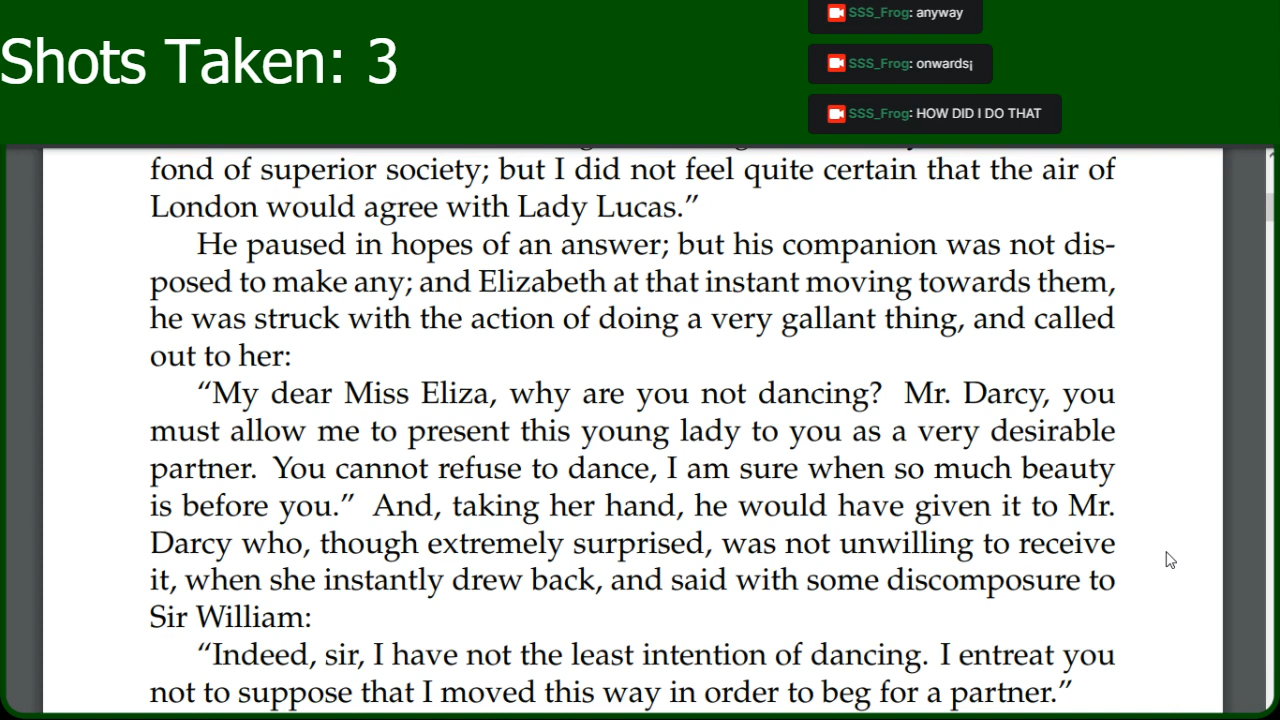 Shots Taken: 3
SSS_Frog: anyway
SSS_Frog: onwards¡
SSS_Frog: HOW DID I DO THAT
fond of superior society; but I did not feel quite certain that the air of
London would agree with Lady Lucas.”
He paused in hopes of an answer; but his companion was not dis-
posed to make any; and Elizabeth at that instant moving towards them,
he was struck with the action of doing a very gallant thing, and called
out to her:
“My dear Miss Eliza, why are you not dancing? Mr. Darcy, you
must allow me to present this young lady to you as a very desirable
partner. You cannot refuse to dance, I am sure when so much beauty
is before you.” And, taking her hand, he would have given it to Mr.
Darcy who, though extremely surprised, was not unwilling to receive
it, when she instantly drew back, and said with some discomposure to
Sir William:
“Indeed, sir, I have not the least intention of dancing. I entreat you
not to suppose that I moved this way in order to beg for a partner.”